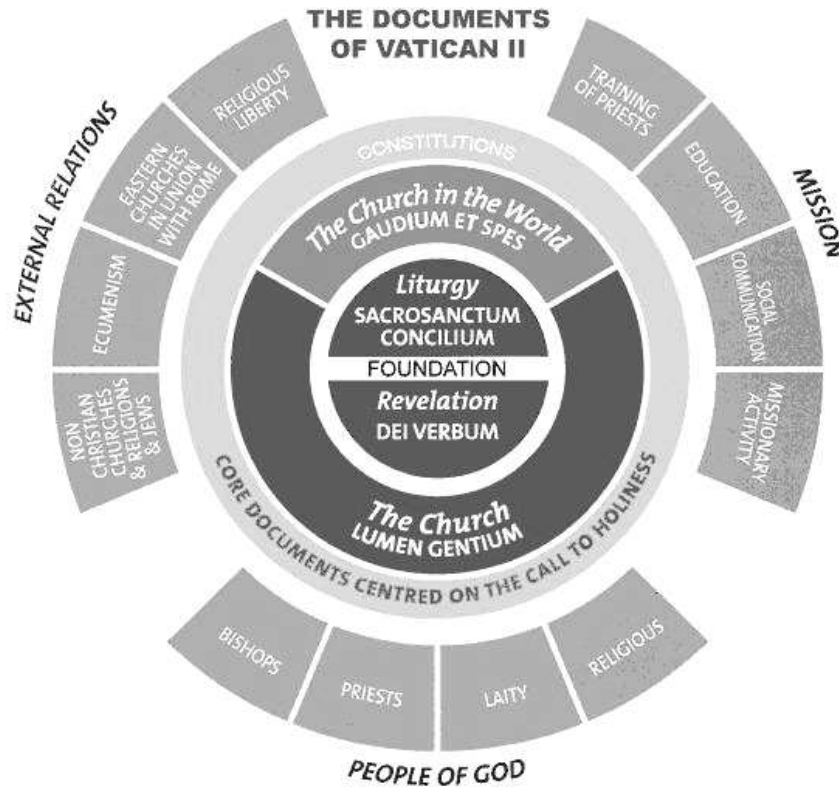 THE DOCUMENTS
OF VATICAN II
EXTERNAL RELATIONS
RELIGIOUS
LIBERTY
EASTERN
CHURCHES
IN UNION
WITH ROME
ECUMENISM
NON
CHRISTIAN
CHURCHES
& RELIGIONS
& JEWS
MISSION
TRAINING
OF PRIESTS
EDUCATION
SOCIAL
COMMUNICATION
MISSIONARY
ACTIVITY
CONSTITUTIONS
The Church in the World
GAUDIUM ET SPES
Liturgy
SACROSANCTUM
CONCILIUM
FOUNDATION
Revelation
DEI VERBUM
The Church
LUMEN GENTIUM
CORE DOCUMENTS CENTRED ON THE CALL TO HOLINESS
BISHOPS
PRIESTS
LAITY
RELIGIOUS
PEOPLE OF GOD